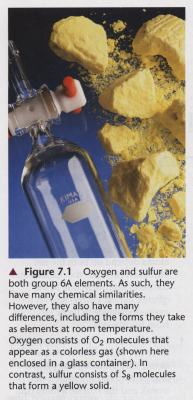 KIMAX
▲ Figure 7.1 Oxygen and sulfur are
both group 6A elements. As such, they
have many chemical similarities.
However, they also have many
differences, including the forms they take
as elements at room temperature.
Oxygen consists of O₂ molecules that
appear as a colorless gas (shown here
enclosed in a glass container). In
contrast, sulfur consists of S₈ molecules
that form a yellow solid.